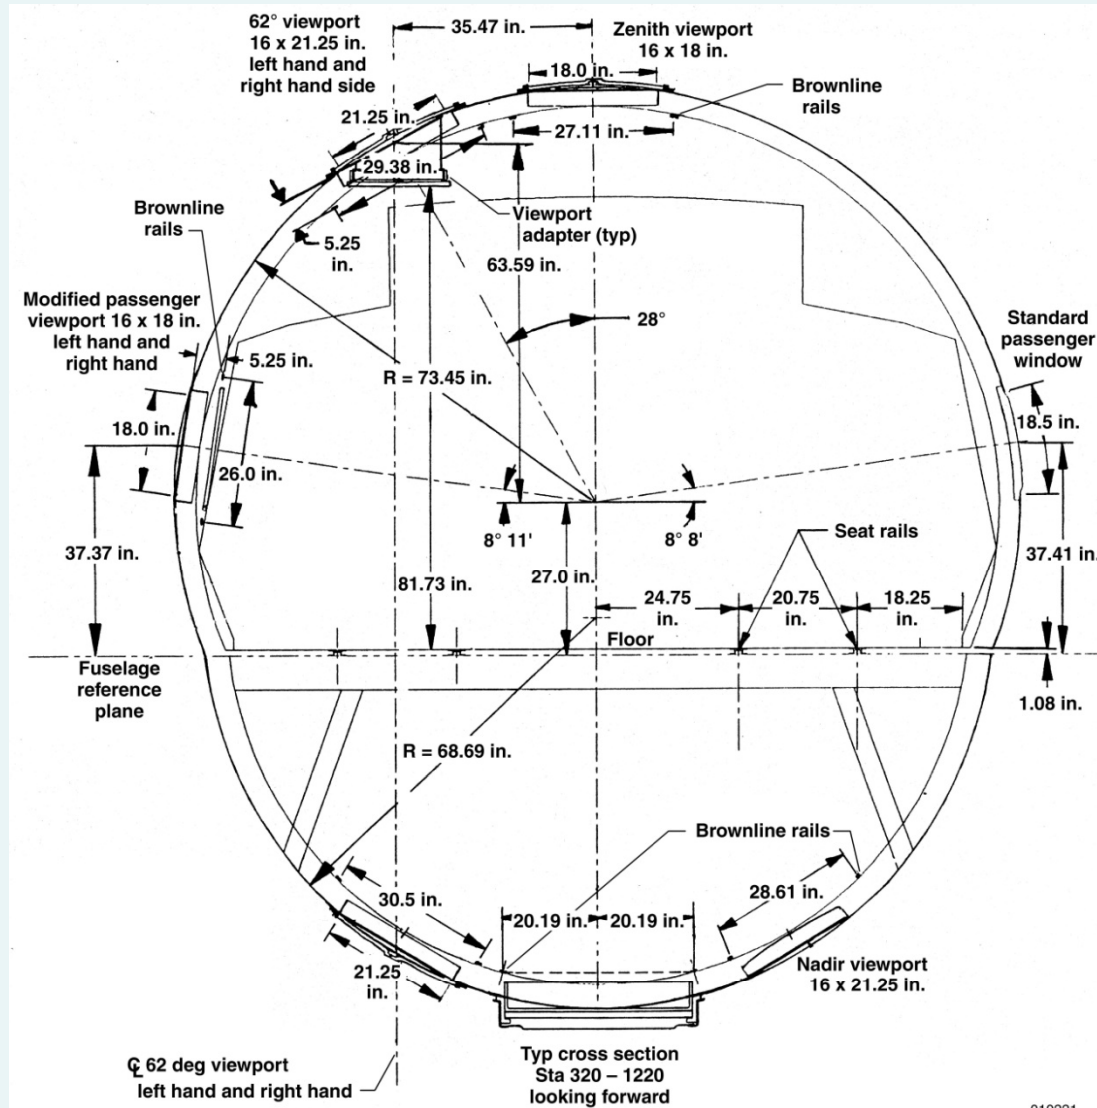 62° viewport
16 x 21.25 in.
left hand and
right hand side
35.47 in.
Zenith viewport
16 x 18 in.
18.0 in.
Brownline
rails
21.25 in.
27.11 in.
29.38 in.
Brownline
rails
Viewport
adapter (typ)
5.25
in.
63.59 in.
Modified passenger
viewport 16 x 18 in.
left hand and
right hand
28°
Standard
passenger
window
5.25 in.
R = 73.45 in.
18.0 in.
18.5 in.
26.0 in.
8° 11'
8° 8'
Seat rails
37.37 in.
37.41 in.
81.73 in.
27.0 in.
24.75
in.
20.75
in.
18.25
in.
Floor
Fuselage
reference
plane
1.08 in.
R = 68.69 in.
Brownline rails
30.5 in.
28.61 in.
20.19 in.
20.19 in.
21.25
in.
Nadir viewport
16 x 21.25 in.
℄ 62 deg viewport
left hand and right hand
Typ cross section
Sta 320 – 1220
looking forward